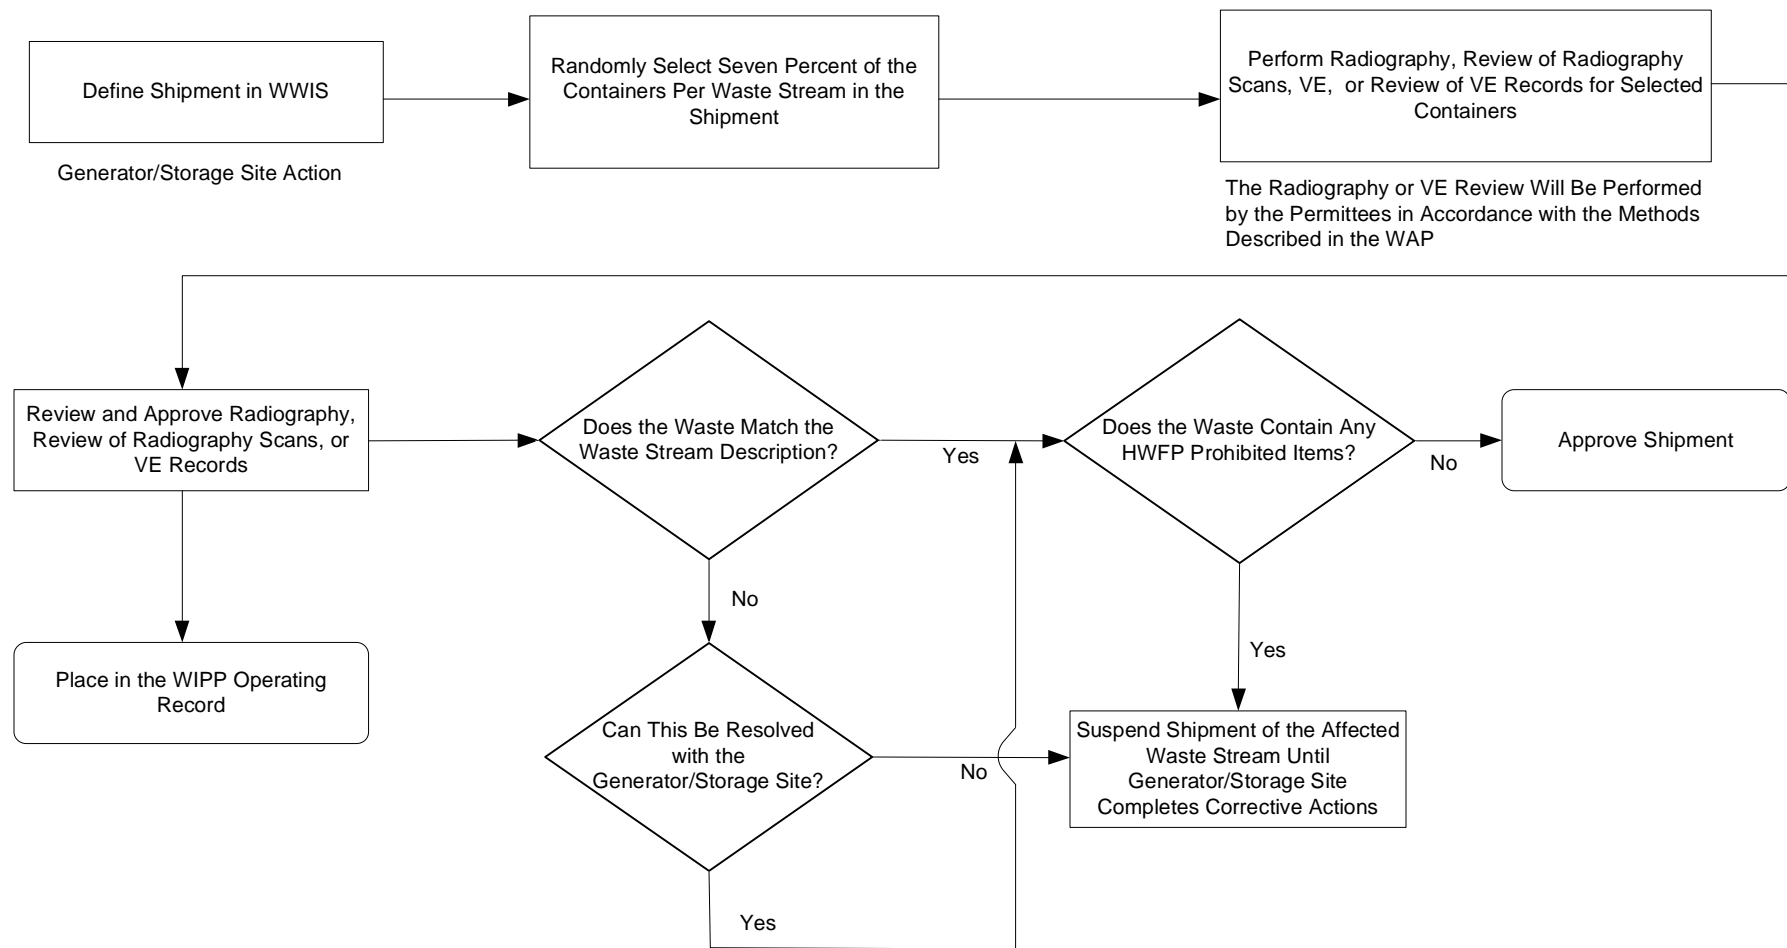 Define Shipment in WWIS
Generator/Storage Site Action
Randomly Select Seven Percent of the
Containers Per Waste Stream in the
Shipment
Perform Radiography, Review of Radiography
Scans, VE,  or Review of VE Records for Selected
Containers
The Radiography or VE Review Will Be Performed
by the Permittees in Accordance with the Methods
Described in the WAP
Review and Approve Radiography,
Review of Radiography Scans, or
VE Records
Place in the WIPP Operating
Record
Does the Waste Match the
Waste Stream Description?
Yes
No
Can This Be Resolved
with the
Generator/Storage Site?
No
Yes
Does the Waste Contain Any
HWFP Prohibited Items?
No
Yes
Approve Shipment
Suspend Shipment of the Affected
Waste Stream Until
Generator/Storage Site
Completes Corrective Actions